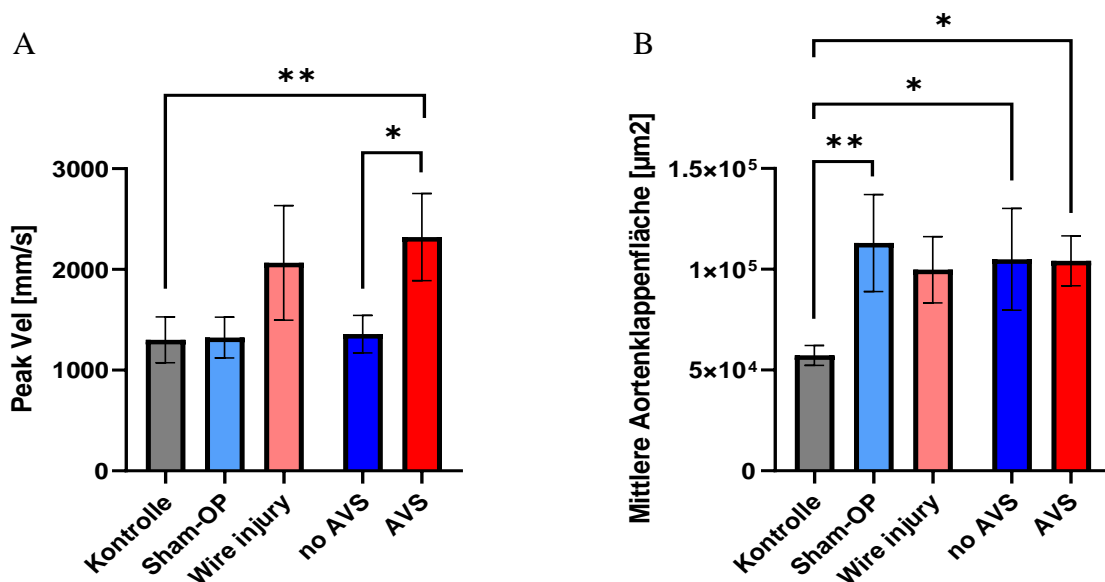 A
**
*
Peak Vel [mm/s]
3000
2000
1000
0
Kontrolle
Sham-OP
Wire injury
no AVS
AVS
B
*
*
**
Mittlere Aortenklappenfläche [µm2]
1.5×10⁵
1×10⁵
5×10⁴
0
Kontrolle
Sham-OP
Wire injury
no AVS
AVS